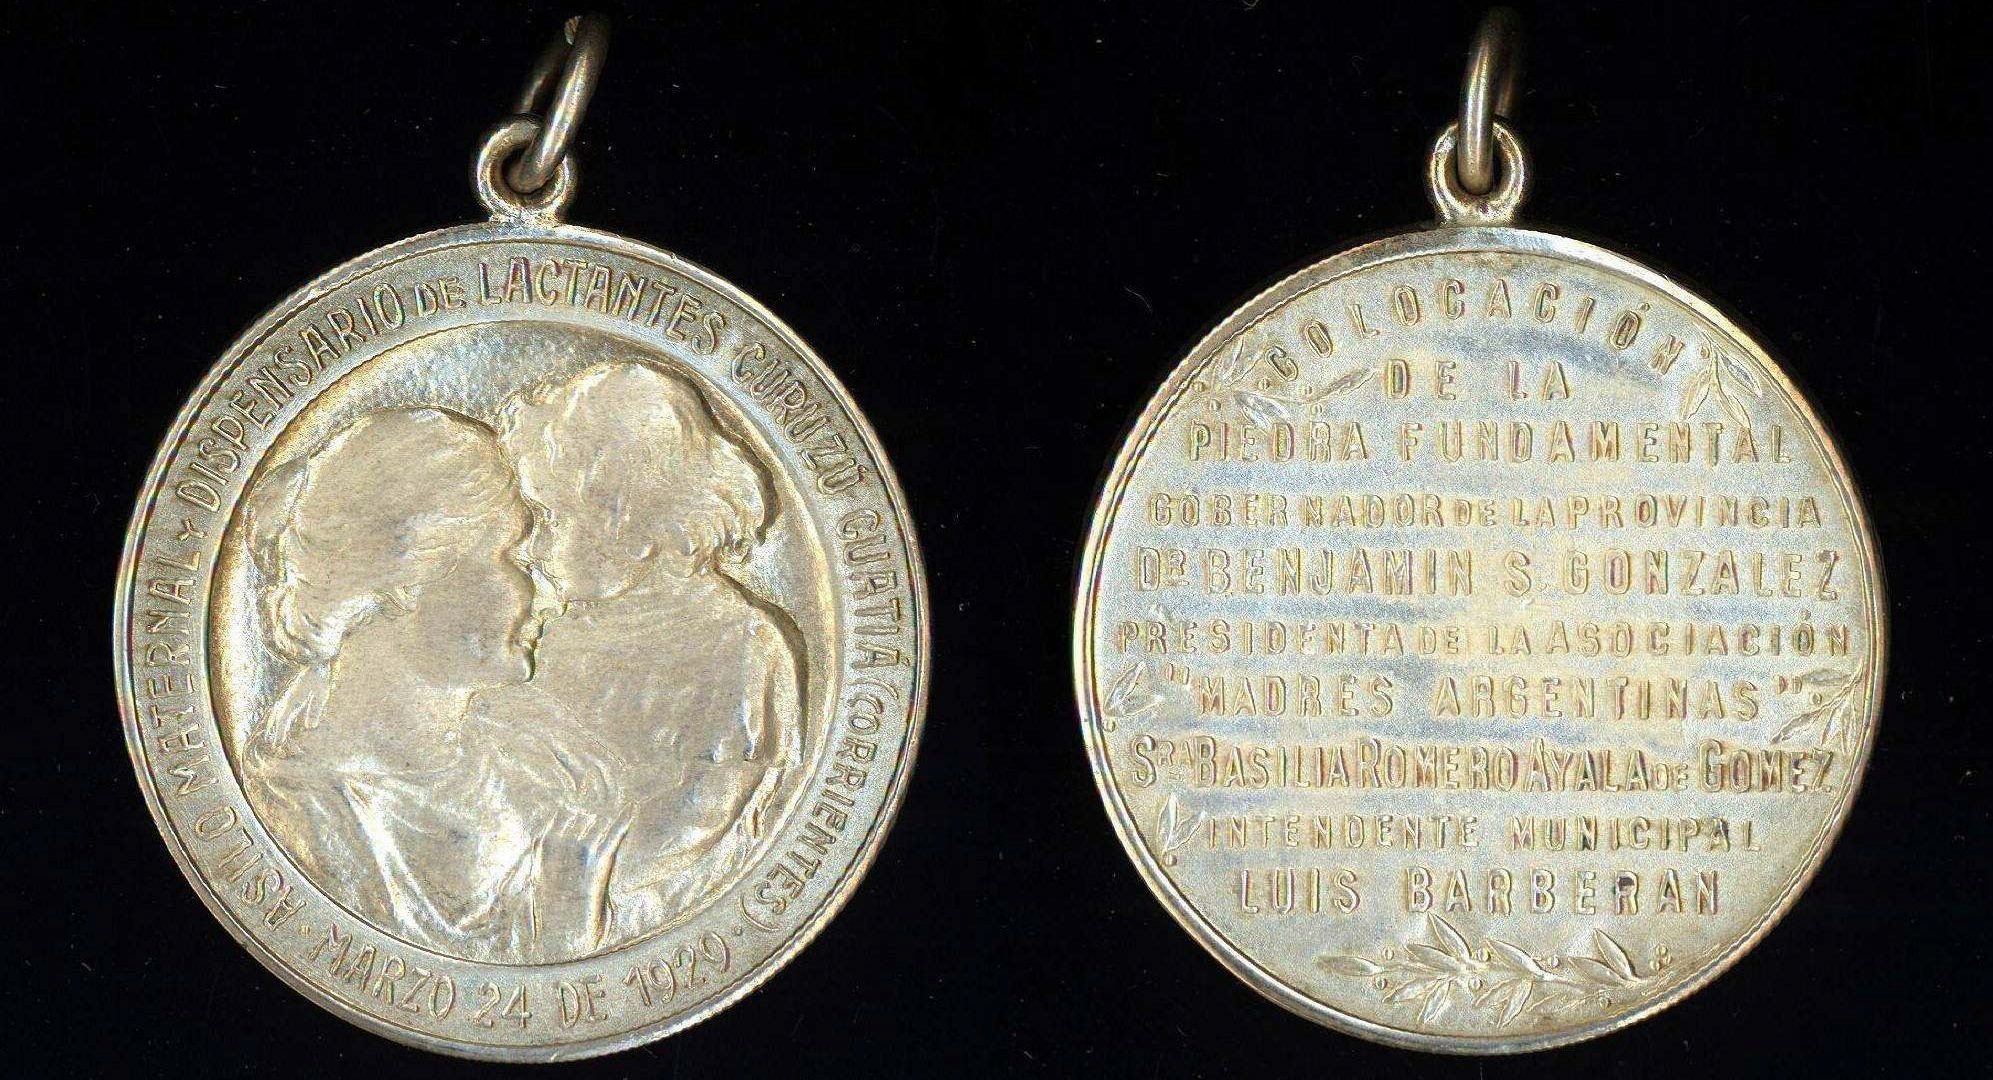 ASILO MATERNAL Y DISPENSARIO DE LACTANTES CURUZÚ CUATIÁ (CORRIENTES)
· MARZO 24 DE 1929 ·
COLOCACIÓN
DE LA
PIEDRA FUNDAMENTAL
GOBERNADOR DE LA PROVINCIA
DR BENJAMIN S. GONZALEZ
PRESIDENTA DE LA ASOCIACIÓN
"MADRES ARGENTINAS"
SRA BASILIA ROMERO AYALA DE GOMEZ
INTENDENTE MUNICIPAL
LUIS BARBERAN